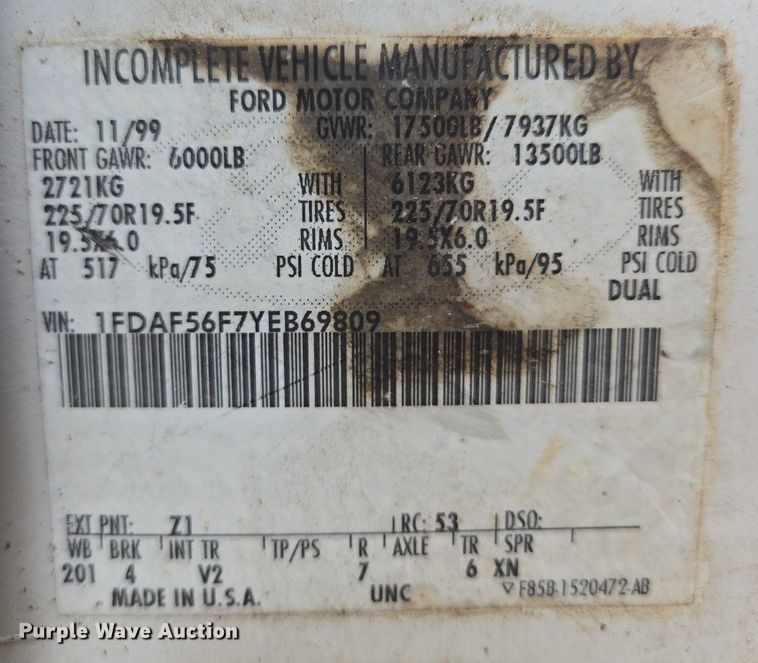 INCOMPLETE VEHICLE MANUFACTURED BY
FORD MOTOR COMPANY
DATE: 11/99 GVWR: 17500LB/7937KG
FRONT GAWR: 6000LB REAR GAWR: 13500LB
2721KG WITH 6123KG WITH
225/70R19.5F TIRES 225/70R19.5F TIRES
19.5X6.0 RIMS 19.5X6.0 RIMS
AT 517 kPa/75 PSI COLD AT 655 kPa/95 PSI COLD
DUAL
VIN: 1FDAF56F7YEB69809
EXT PNT: Z1 RC: 53 DSO:
WB BRK INT TR TP/PS R AXLE TR SPR
201 4 V2 7 6 XN
MADE IN U.S.A. UNC F85B-1520472-AB
Purple Wave Auction